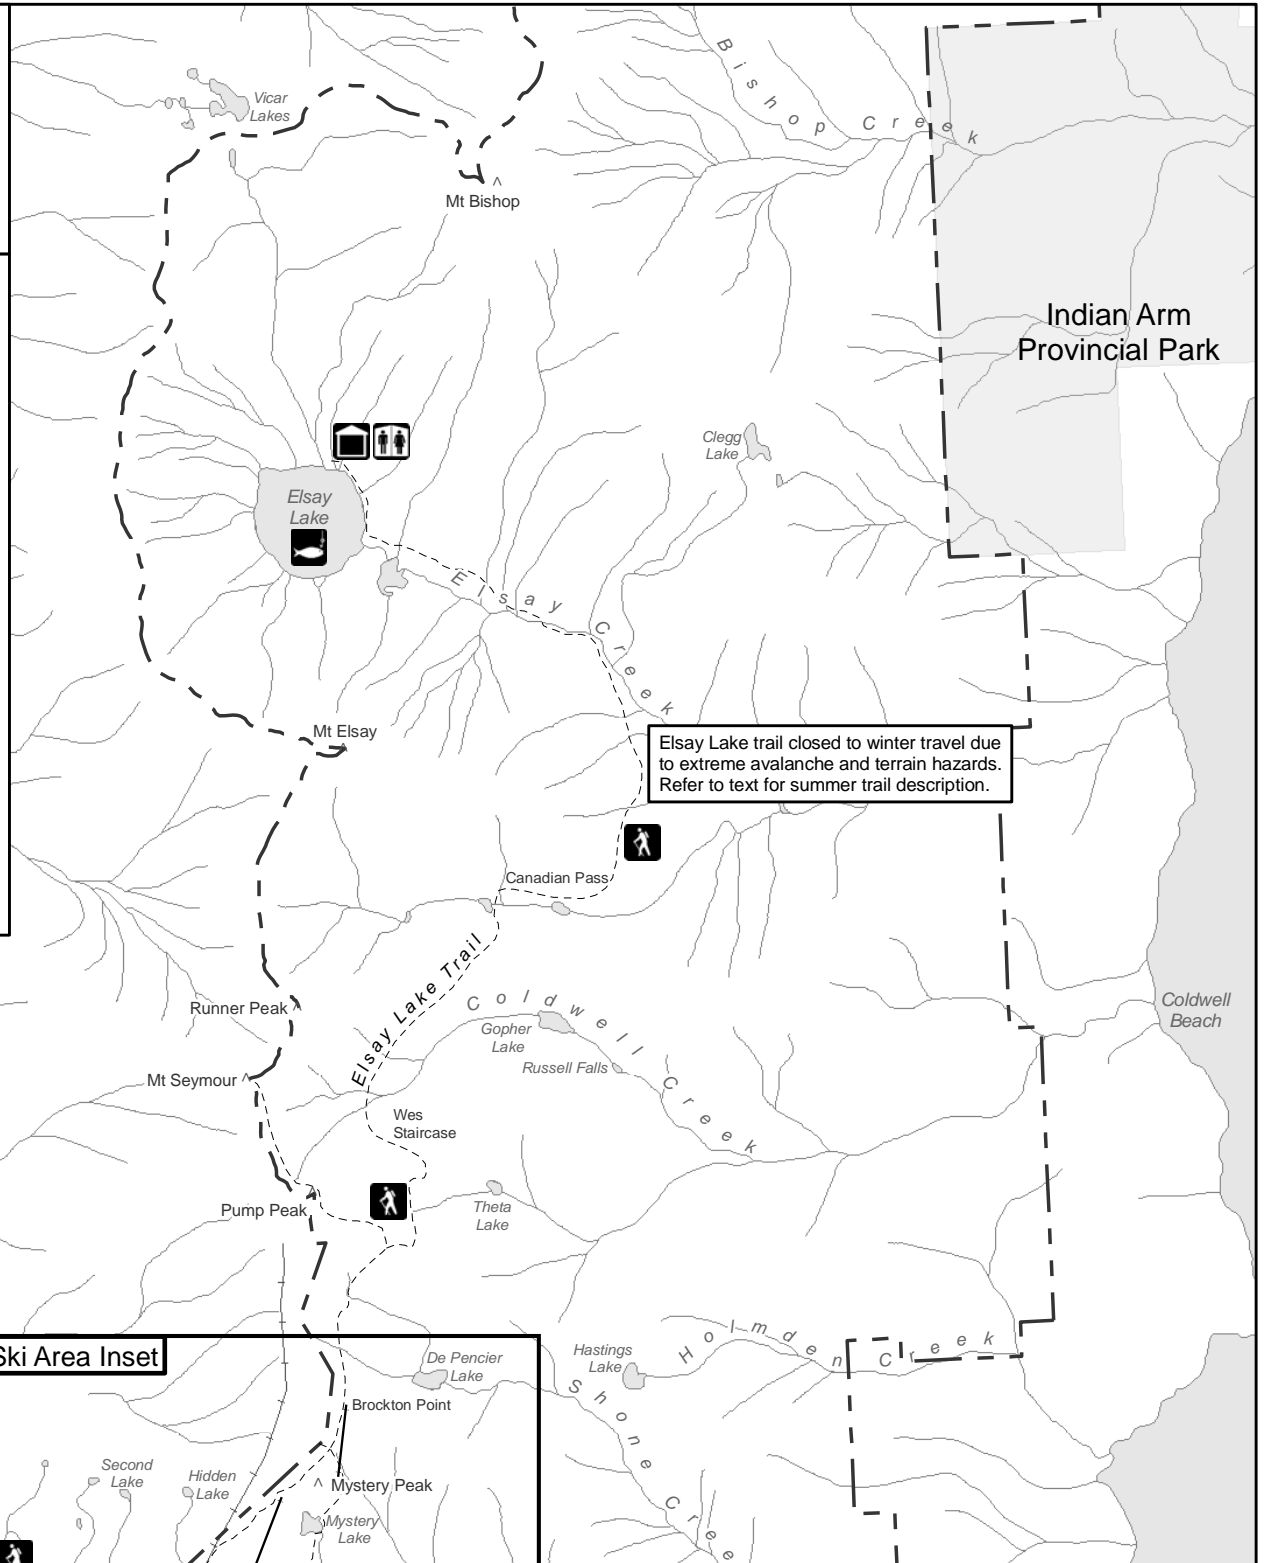 Bishop Creek
Vicar
Lakes
Mt Bishop
Indian Arm
Provincial Park
Clegg
Lake
Elsay
Lake
Elsay Creek
Mt Elsay
Elsay Lake trail closed to winter travel due
to extreme avalanche and terrain hazards.
Refer to text for summer trail description.
Canadian Pass
Elsay Lake Trail
Coldwell Creek
Runner Peak
Gopher
Lake
Coldwell
Beach
Russell Falls
Mt Seymour
Wes
Staircase
Pump Peak
Theta
Lake
Holmden Creek
Ski Area Inset
De Pencier
Lake
Hastings
Lake
Shone Cree
Brockton Point
Second
Lake
Hidden
Lake
Mystery Peak
Mystery
Lake